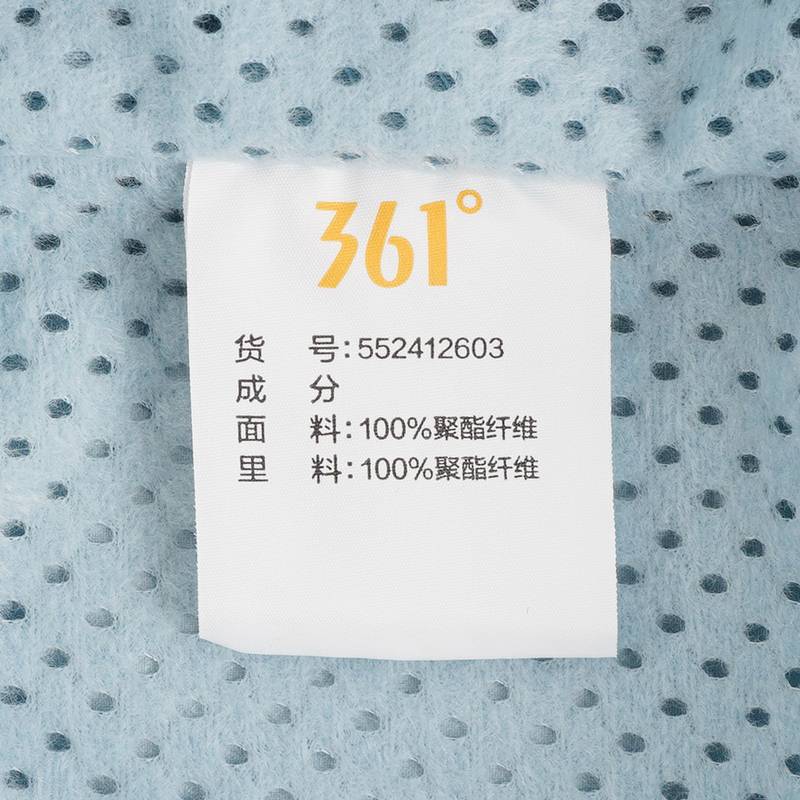 361°
货 号:552412603
成 分
面 料:100%聚酯纤维
里 料:100%聚酯纤维